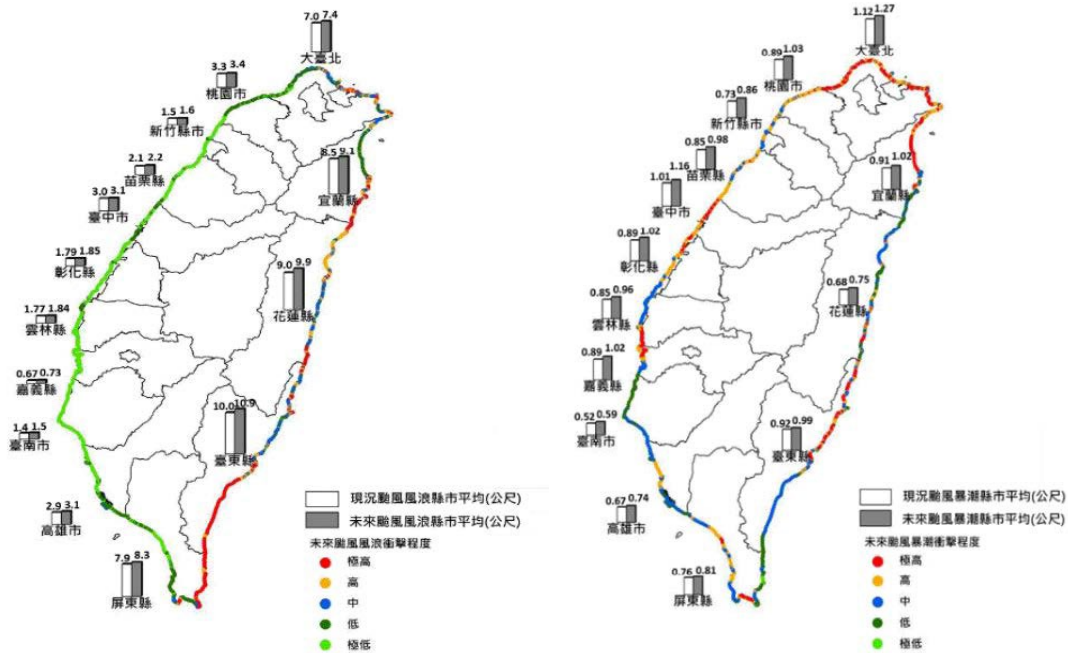 7.0 7.4
大臺北
3.3 3.4
桃園市
1.5 1.6
新竹縣市
2.1 2.2
苗栗縣
3.0 3.1
臺中市
8.5 9.1
宜蘭縣
1.79 1.85
彰化縣
9.0 9.9
花蓮縣
1.77 1.84
雲林縣
0.67 0.73
嘉義縣
10.0 10.9
臺東縣
1.4 1.5
臺南市
2.9 3.1
高雄市
7.9 8.3
屏東縣
現況颱風風浪縣市平均(公尺)
未來颱風風浪縣市平均(公尺)
未來颱風風浪衝擊程度
極高
高
中
低
極低
1.12 1.27
大臺北
0.89 1.03
桃園市
0.73 0.86
新竹縣市
0.85 0.98
苗栗縣
1.01 1.16
臺中市
0.91 1.02
宜蘭縣
0.89 1.02
彰化縣
0.68 0.75
花蓮縣
0.85 0.96
雲林縣
0.89 1.02
嘉義縣
0.52 0.59
臺南市
0.92 0.99
臺東縣
0.67 0.74
高雄市
0.76 0.81
屏東縣
現況颱風暴潮縣市平均(公尺)
未來颱風暴潮縣市平均(公尺)
未來颱風暴潮衝擊程度
極高
高
中
低
極低